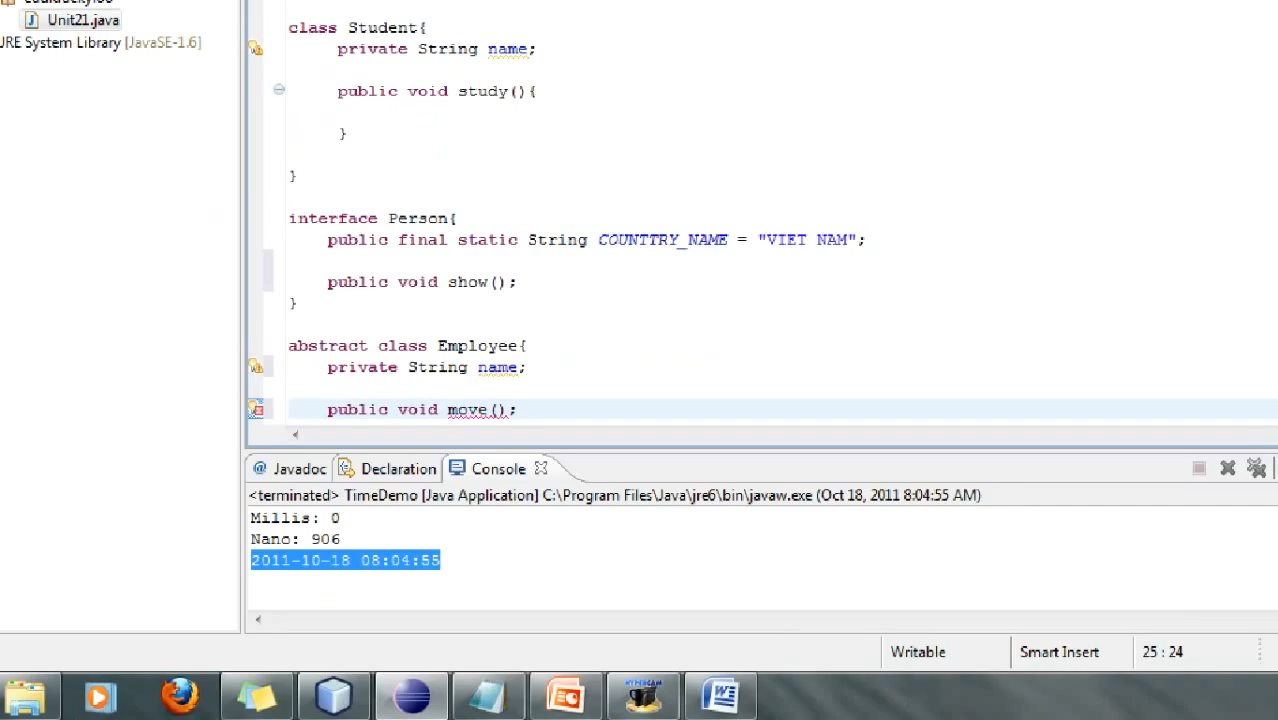 Unit21.java
JRE System Library [JavaSE-1.6]
class Student{
private String name;
public void study(){
}
}
interface Person{
public final static String COUNTTRY_NAME = "VIET NAM";
public void show();
}
abstract class Employee{
private String name;
public void move();
@ Javadoc Declaration Console
<terminated> TimeDemo [Java Application] C:\Program Files\Java\jre6\bin\javaw.exe (Oct 18, 2011 8:04:55 AM)
Millis: 0
Nano: 906
2011-10-18 08:04:55
Writable Smart Insert 25 : 24